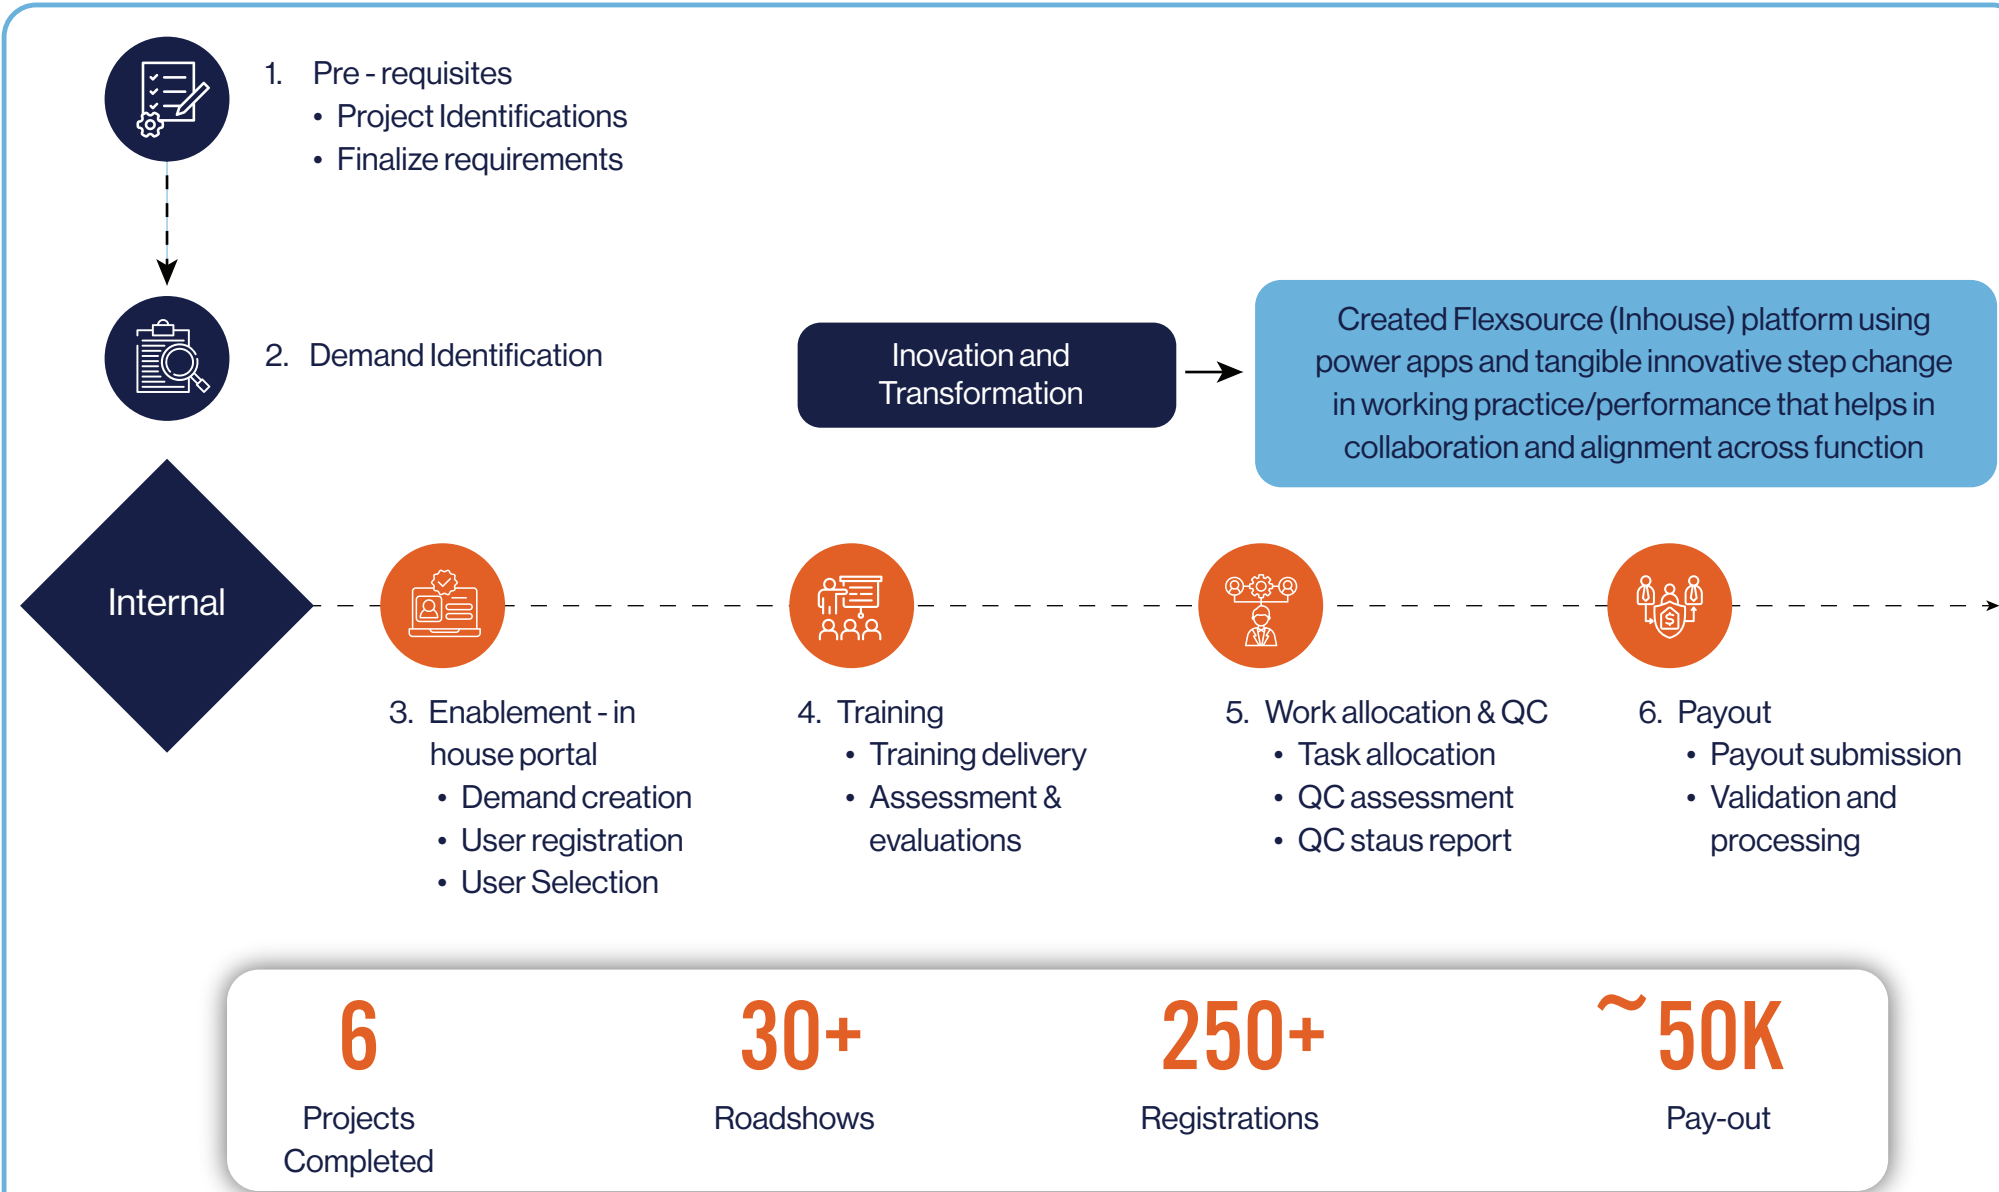 1. Pre - requisites
• Project Identifications
• Finalize requirements
2. Demand Identification
Inovation and
Transformation
Created Flexsource (Inhouse) platform using
power apps and tangible innovative step change
in working practice/performance that helps in
collaboration and alignment across function
Internal
3. Enablement - in
house portal
• Demand creation
• User registration
• User Selection
4. Training
• Training delivery
• Assessment &
evaluations
5. Work allocation & QC
• Task allocation
• QC assessment
• QC staus report
6. Payout
• Payout submission
• Validation and
processing
6
Projects
Completed
30+
Roadshows
250+
Registrations
~50K
Pay-out